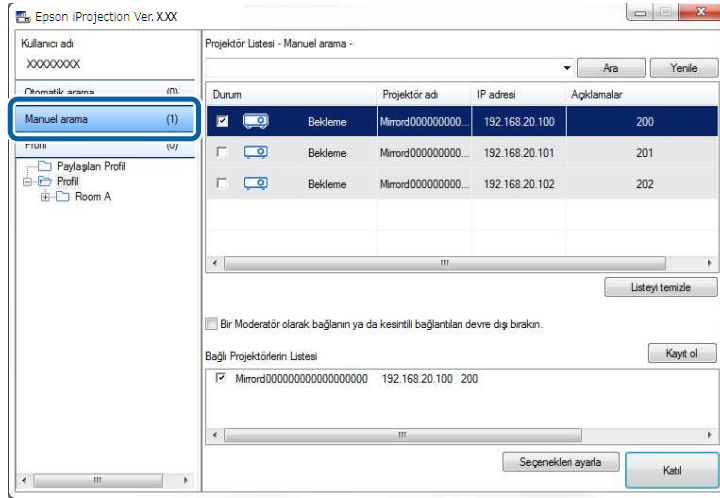 Epson iProjection Ver. X.XX
Kullanıcı adı
XXXXXXXX
Otomatik arama (0)
Manuel arama (1)
Profil (0)
Paylaşılan Profil
Profil
Room A
Projektör Listesi - Manuel arama -
Ara Yenile
Durum Projektör adı IP adresi Açıklamalar
Bekleme Mirrord000000000... 192.168.20.100 200
Bekleme Mirrord000000000... 192.168.20.101 201
Bekleme Mirrord000000000... 192.168.20.102 202
Listeyi temizle
Bir Moderatör olarak bağlanın ya da kesintili bağlantıları devre dışı bırakın.
Bağlı Projektörlerin Listesi
Kayıt ol
Mirrord000000000000000000 192.168.20.100 200
Seçenekleri ayarla
Katıl